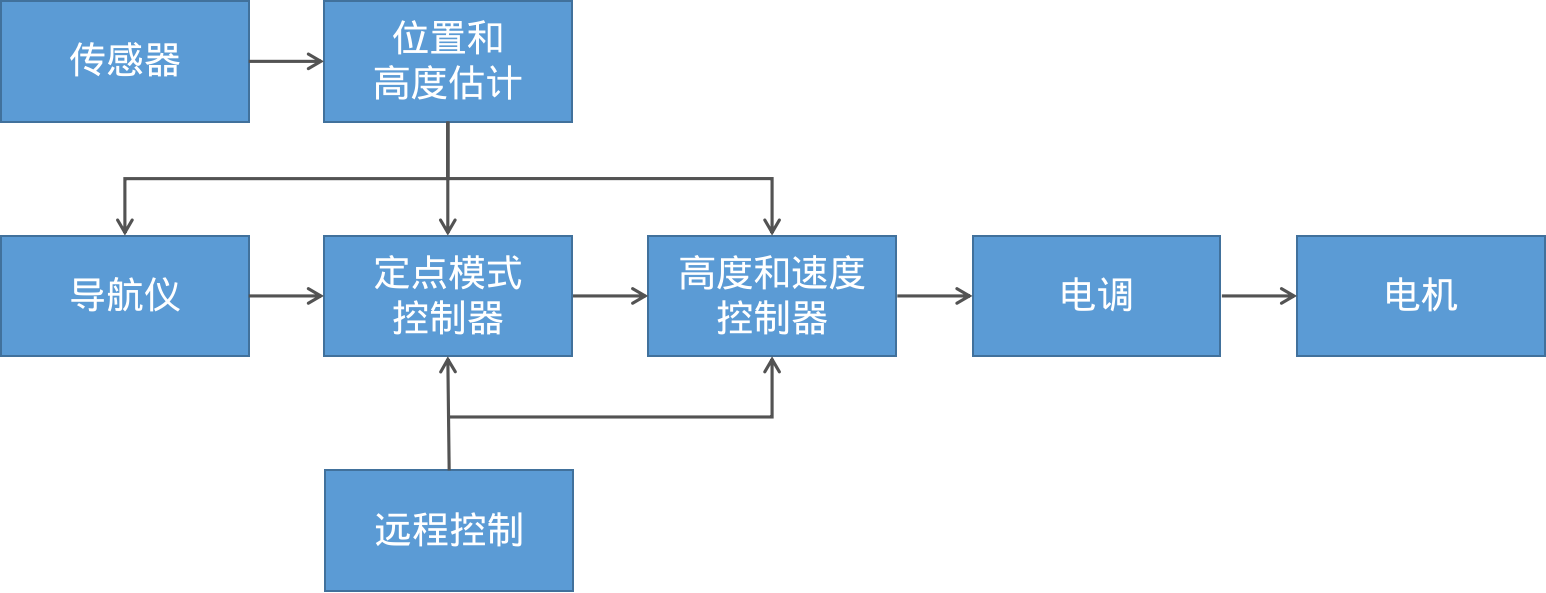 传感器
位置和
高度估计
导航仪
定点模式
控制器
高度和速度
控制器
电调
电机
远程控制